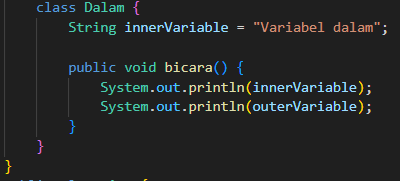 class Dalam {
String innerVariable = "Variabel dalam";
public void bicara() {
System.out.println(innerVariable);
System.out.println(outerVariable);
}
}
}